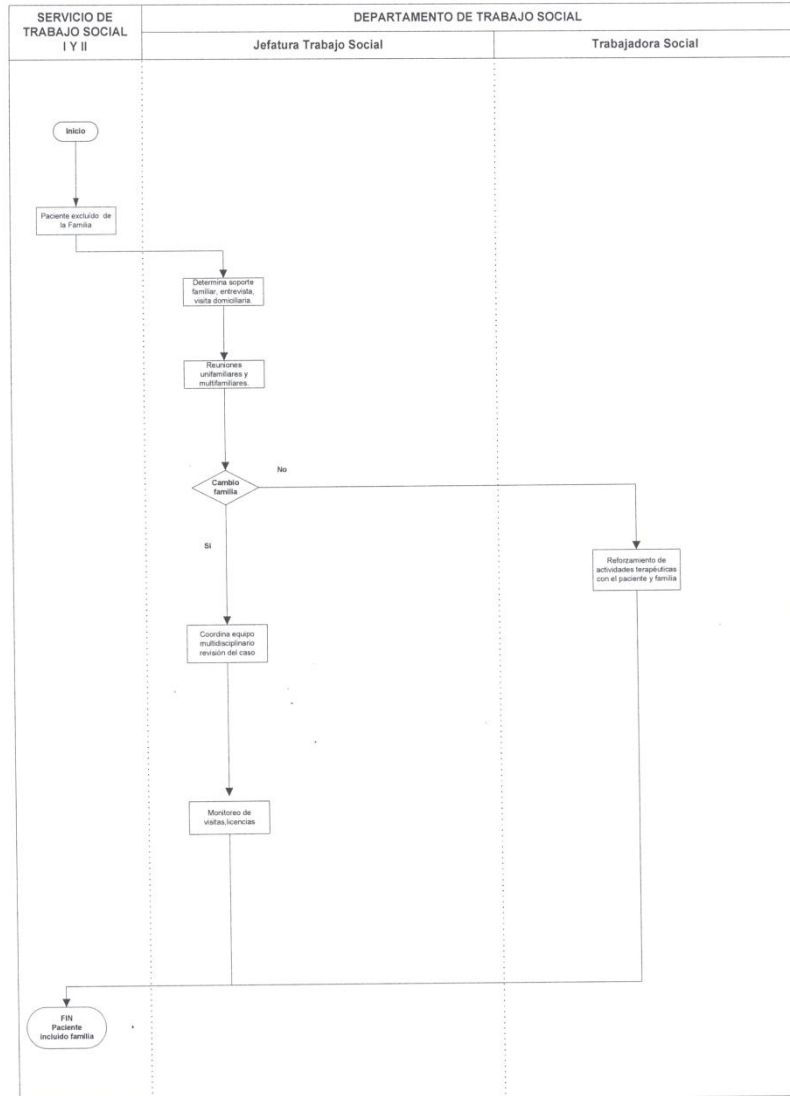 SERVICIO DE
TRABAJO SOCIAL
I Y II
DEPARTAMENTO DE TRABAJO SOCIAL
Jefatura Trabajo Social
Trabajadora Social
Inicio
Paciente excluído de
la Familia
Determina soporte
familiar, entrevista,
visita domiciliaria.
Reuniones
unifamiliares y
multifamiliares.
Cambio
familia
No
Si
Reforzamiento de
actividades terapéuticas
con el paciente y familia
Coordina equipo
multidisciplinario
revisión del caso
Monitoreo de
visitas,licencias
FIN
Paciente
incluido familia